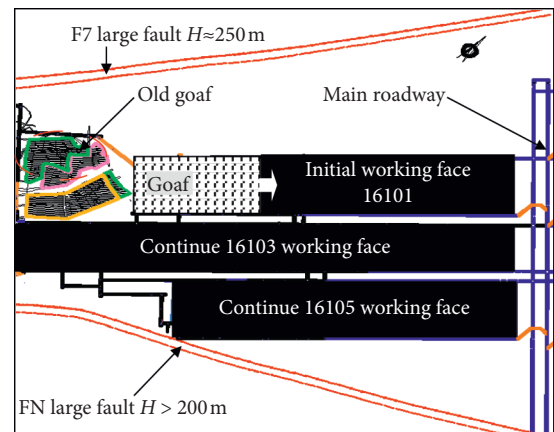 F7 large fault H≈250 m
Old goaf
Main roadway
Goaf
Initial working face
16101
Continue 16103 working face
Continue 16105 working face
FN large fault H > 200 m